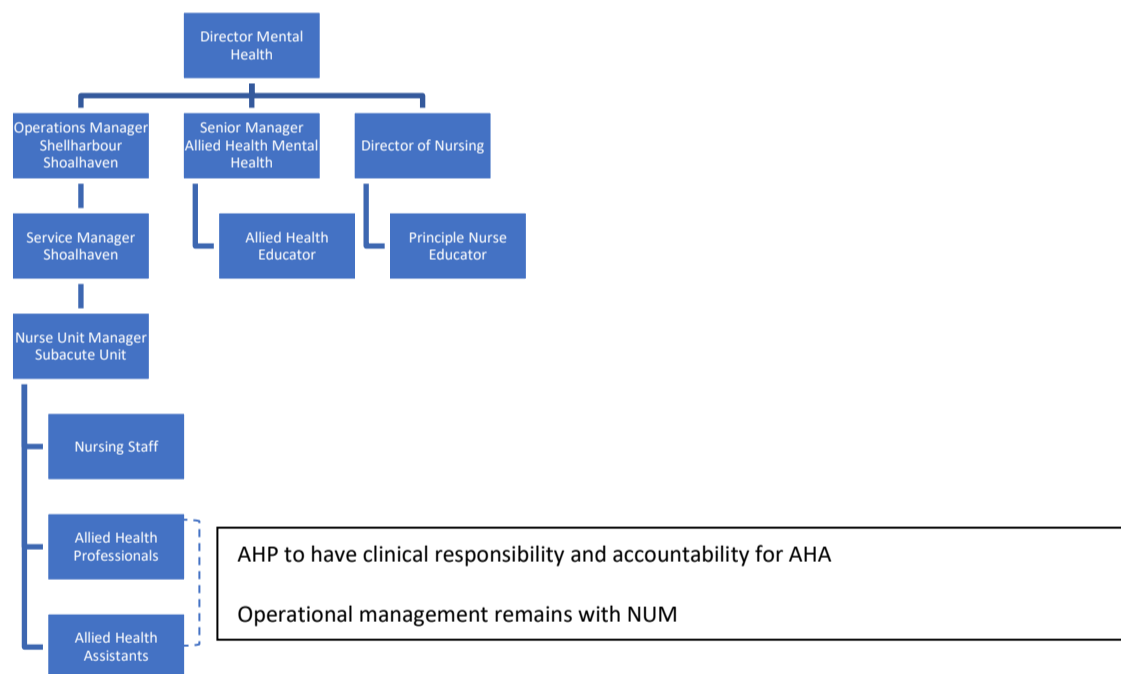 Director Mental
Health
Operations Manager
Shellharbour
Shoalhaven
Senior Manager
Allied Health Mental
Health
Director of Nursing
Service Manager
Shoalhaven
Allied Health
Educator
Principle Nurse
Educator
Nurse Unit Manager
Subacute Unit
Nursing Staff
Allied Health
Professionals
Allied Health
Assistants
AHP to have clinical responsibility and accountability for AHA
Operational management remains with NUM